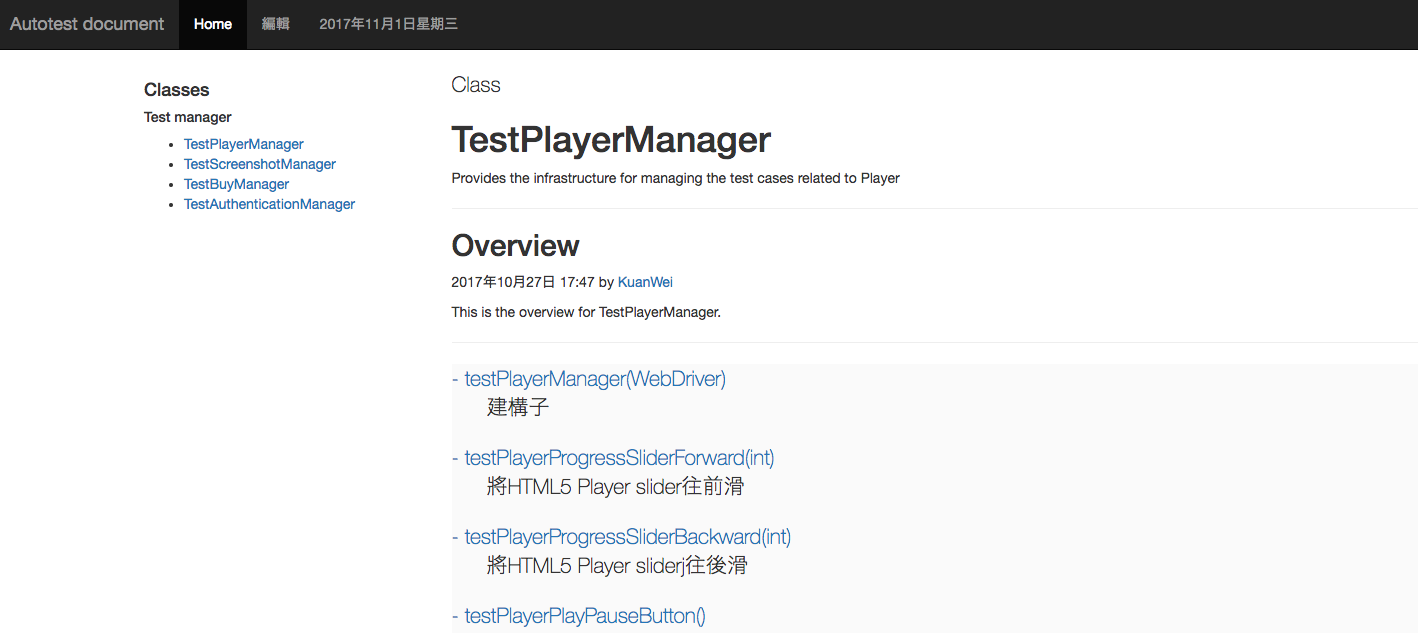 Autotest document Home 編輯 2017年11月1日星期三
Classes
Test manager
TestPlayerManager
TestScreenshotManager
TestBuyManager
TestAuthenticationManager
Class
TestPlayerManager
Provides the infrastructure for managing the test cases related to Player
Overview
2017年10月27日 17:47 by KuanWei
This is the overview for TestPlayerManager.
- testPlayerManager(WebDriver)
建構子
- testPlayerProgressSliderForward(int)
將HTML5 Player slider往前滑
- testPlayerProgressSliderBackward(int)
將HTML5 Player sliderj往後滑
- testPlayerPlayPauseButton()